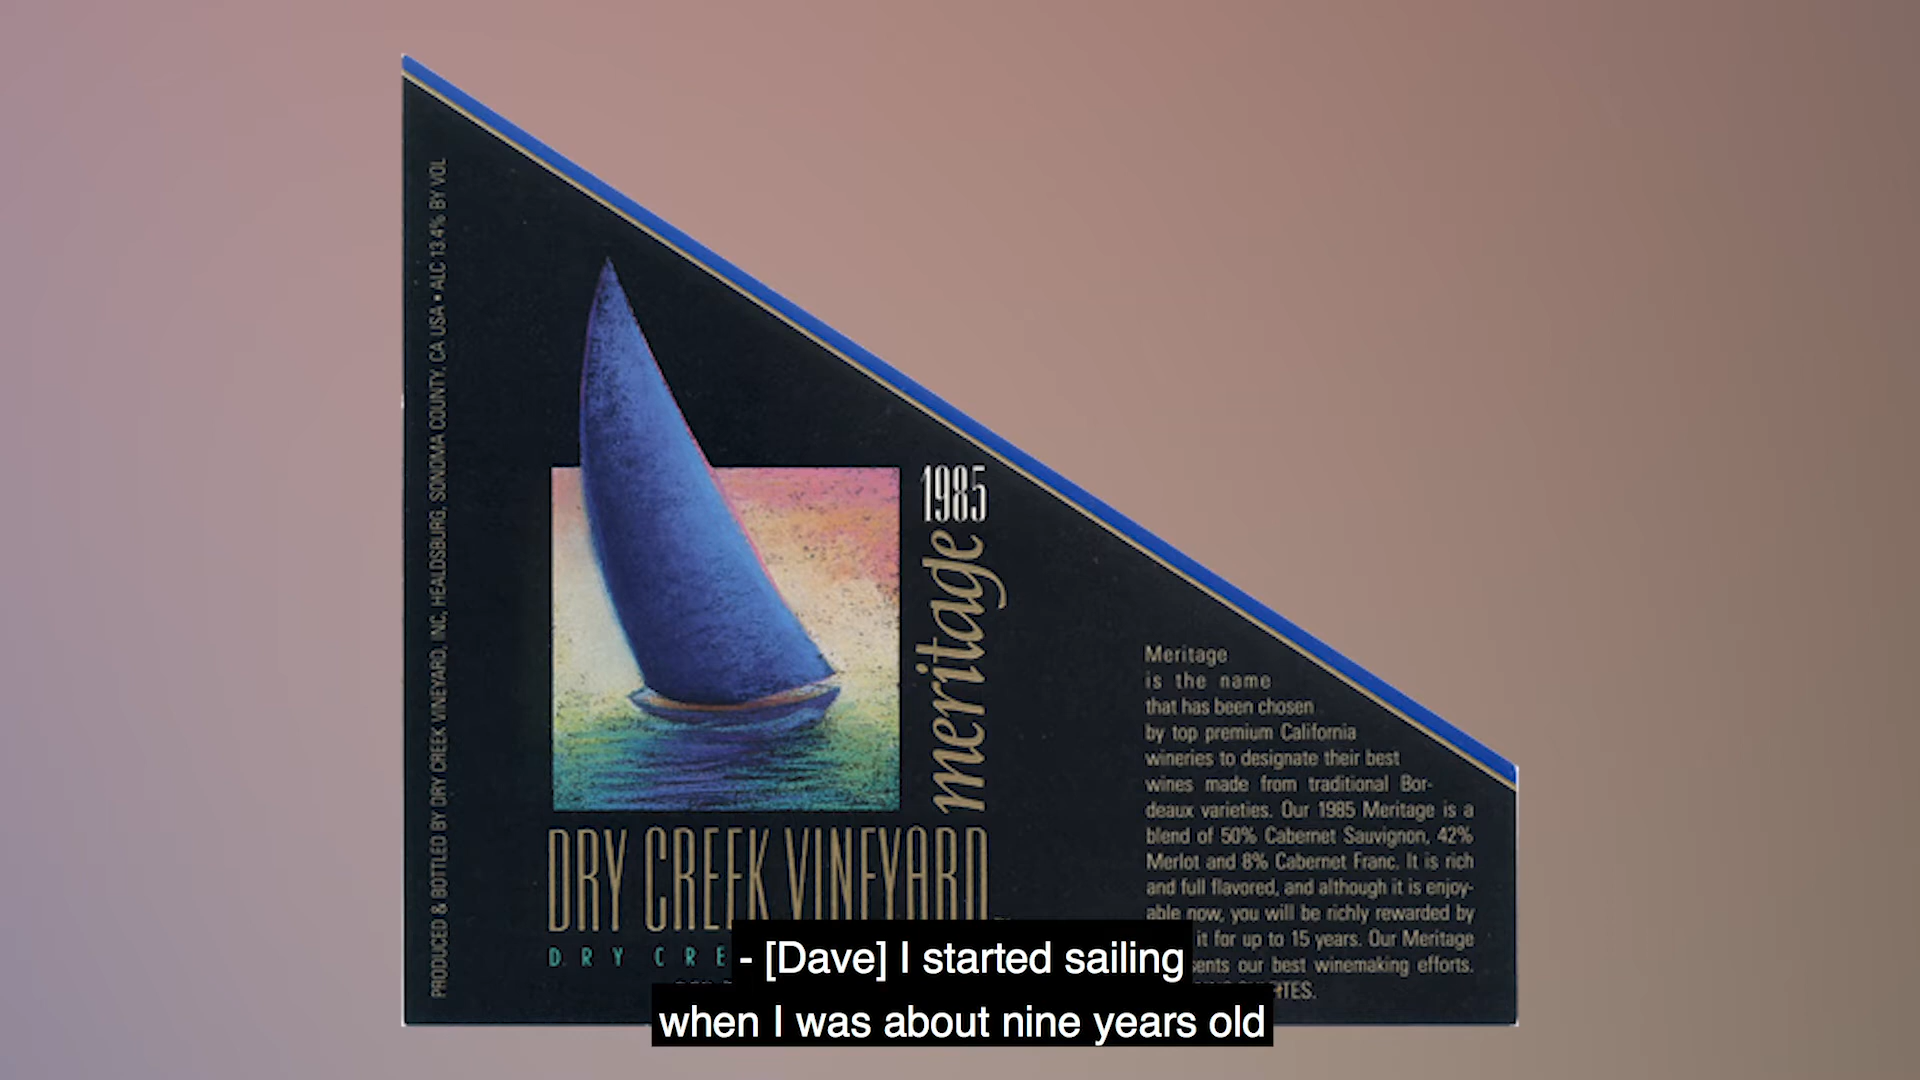 PRODUCED & BOTTLED BY DRY CREEK VINEYARD, INC, HEALDSBURG, SONOMA COUNTY, CA USA • ALC 13.4% BY VOL
1985
meritage
DRY CREEK VINEYARD
DRY CRE
Meritage
is the name
that has been chosen
by top premium California
wineries to designate their best
wines made from traditional Bor-
deaux varieties. Our 1985 Meritage is a
blend of 50% Cabernet Sauvignon, 42%
Merlot and 8% Cabernet Franc. It is rich
and full flavored, and although it is enjoy-
able now, you will be richly rewarded by
it for up to 15 years. Our Meritage
our best winemaking efforts.
- [Dave] I started sailing
when I was about nine years old